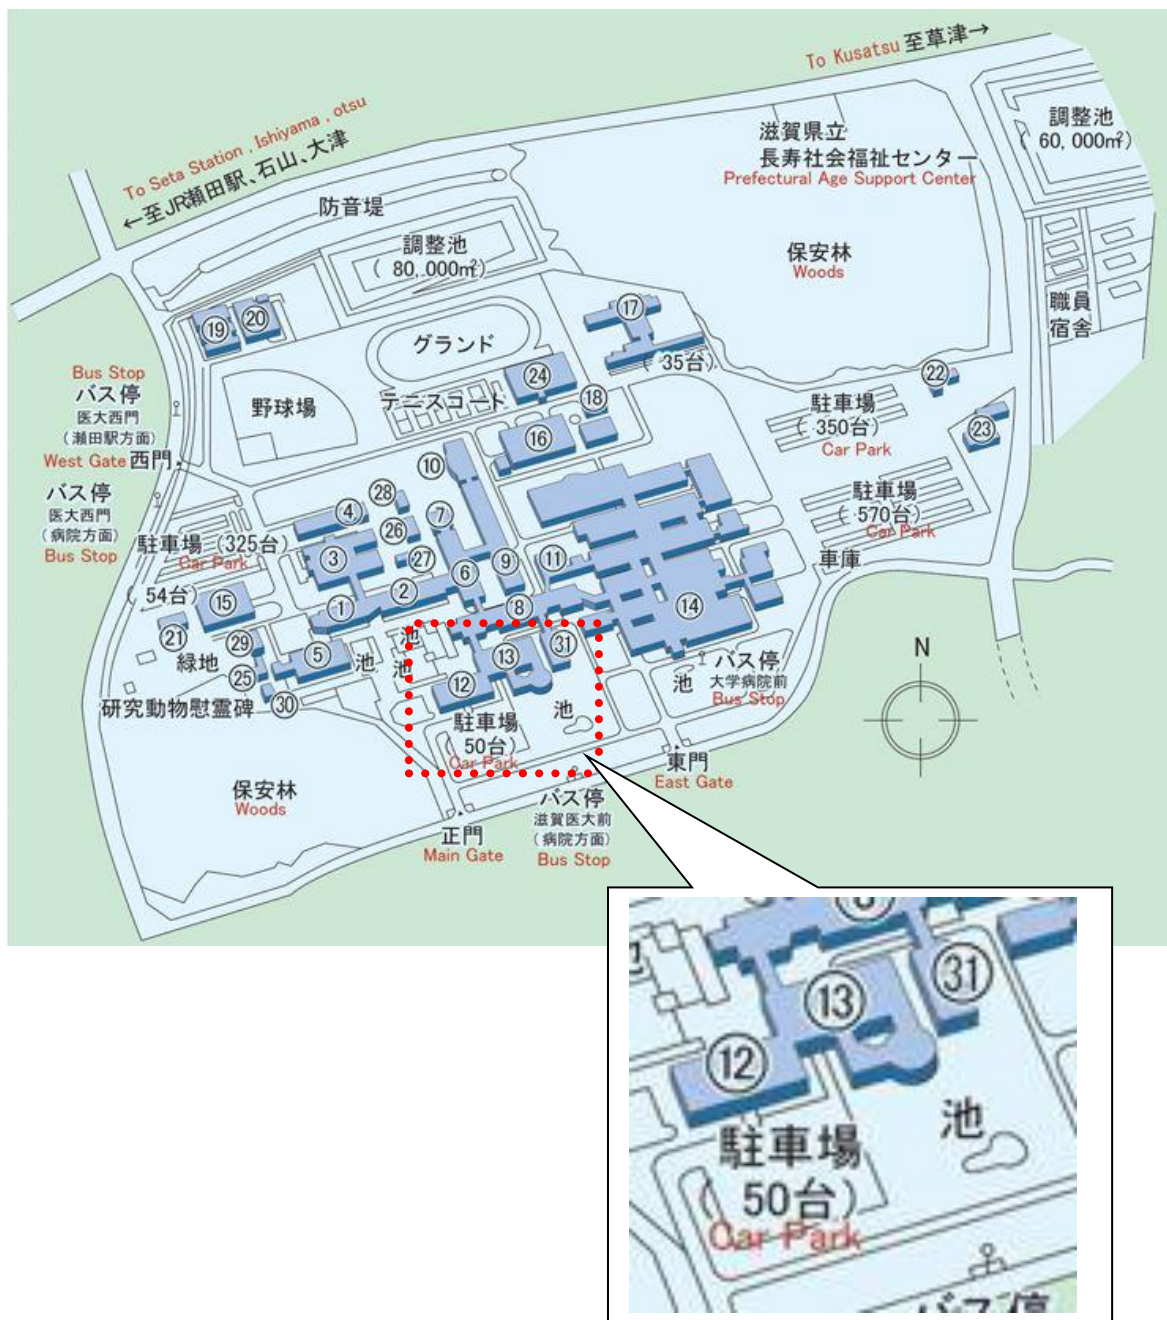 To Kusatsu 至草津→
To Seta Station , Ishiyama , otsu
←至JR瀬田駅、石山、大津
滋賀県立
長寿社会福祉センター
Prefectural Age Support Center
調整池
( 60, 000㎡)
防音堤
調整池
( 80, 000㎡)
保安林
Woods
職員
宿舎
⑰
( 35台)
⑲
⑳
グランド
㉔
⑱
㉒
㉓
Bus Stop
バス停
医大西門
(瀬田駅方面)
West Gate 西門
野球場
テニスコート
⑯
駐車場
( 350台)
Car Park
バス停
医大西門
(病院方面)
Bus Stop
⑩
㉘
④
㉖
⑦
駐車場
( 570台)
Car Park
駐車場 (325台)
Car Park
③
㉗
⑥
⑨
⑪
車庫
( 54台)
⑮
①
②
⑧
⑭
㉑
㉙
緑地
⑤
池
池
池
⑬
㉛
㉕
㉚
⑫
研究動物慰霊碑
池
バス停
大学病院前
Bus Stop
N
駐車場
50台)
Car Park
池
東門
East Gate
保安林
Woods
正門
Main Gate
バス停
滋賀医大前
(病院方面)
Bus Stop
⑧
池
⑬
㉛
⑫
池
駐車場
( 50台)
Car Park
バス停